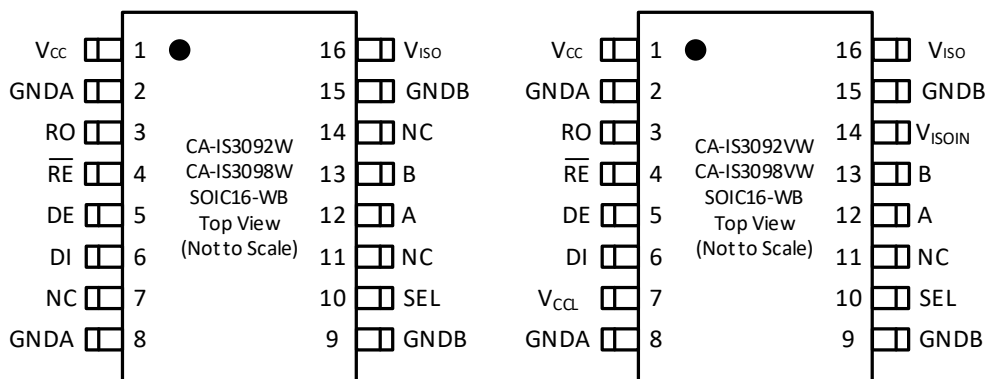 VCC 1 16 VISO
GNDA 2 15 GNDB
RO 3 14 NC
RE 4 13 B
DE 5 12 A
DI 6 11 NC
NC 7 10 SEL
GNDA 8 9 GNDB
CA-IS3092W
CA-IS3098W
SOIC16-WB
Top View
(Not to Scale)
VCC 1 16 VISO
GNDA 2 15 GNDB
RO 3 14 VISOIN
RE 4 13 B
DE 5 12 A
DI 6 11 NC
VCCL 7 10 SEL
GNDA 8 9 GNDB
CA-IS3092VW
CA-IS3098VW
SOIC16-WB
Top View
(Not to Scale)